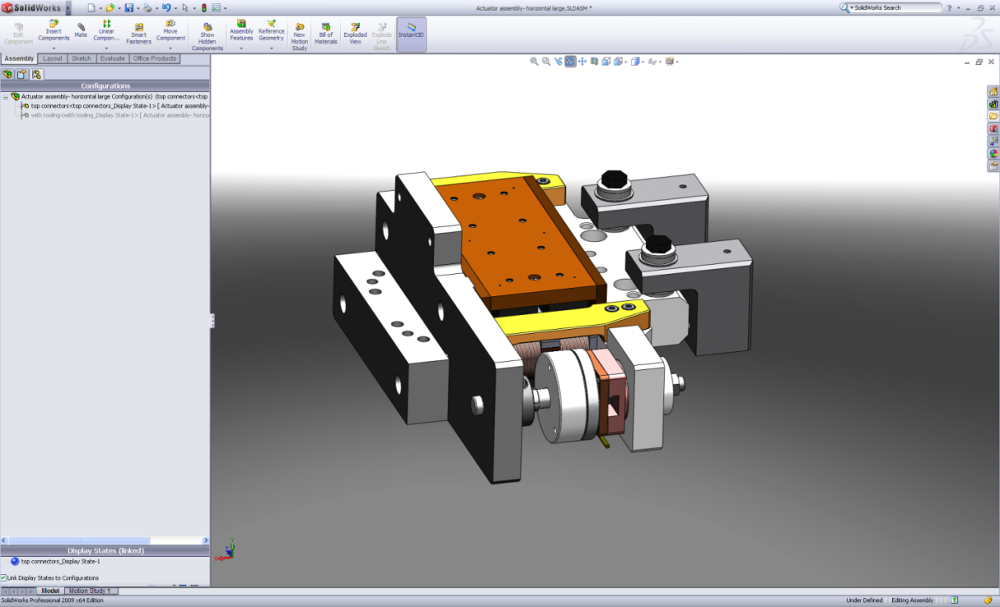 SolidWorks
Actuator assembly- horizontal large.SLDASM *
SolidWorks Search
?
Edit Component
Insert Components
Mate
Linear Compon...
Smart Fasteners
Move Component
Show Hidden Components
Assembly Features
Reference Geometry
New Motion Study
Bill of Materials
Exploded View
Explode Line Sketch
Instant3D
Assembly Layout Sketch Evaluate Office Products
Configurations
Actuator assembly- horizontal large Configuration(s) (top connectors<top
top connectors<top connectors_Display State-1> [ Actuator assembly-
with tooling<with tooling_Display State-1> [ Actuator assembly- horizo
Display States (linked)
top connectors_Display State-1
Link Display States to Configurations
Model Motion Study 1
SolidWorks Professional 2009 x64 Edition
Under Defined Editing Assembly ?